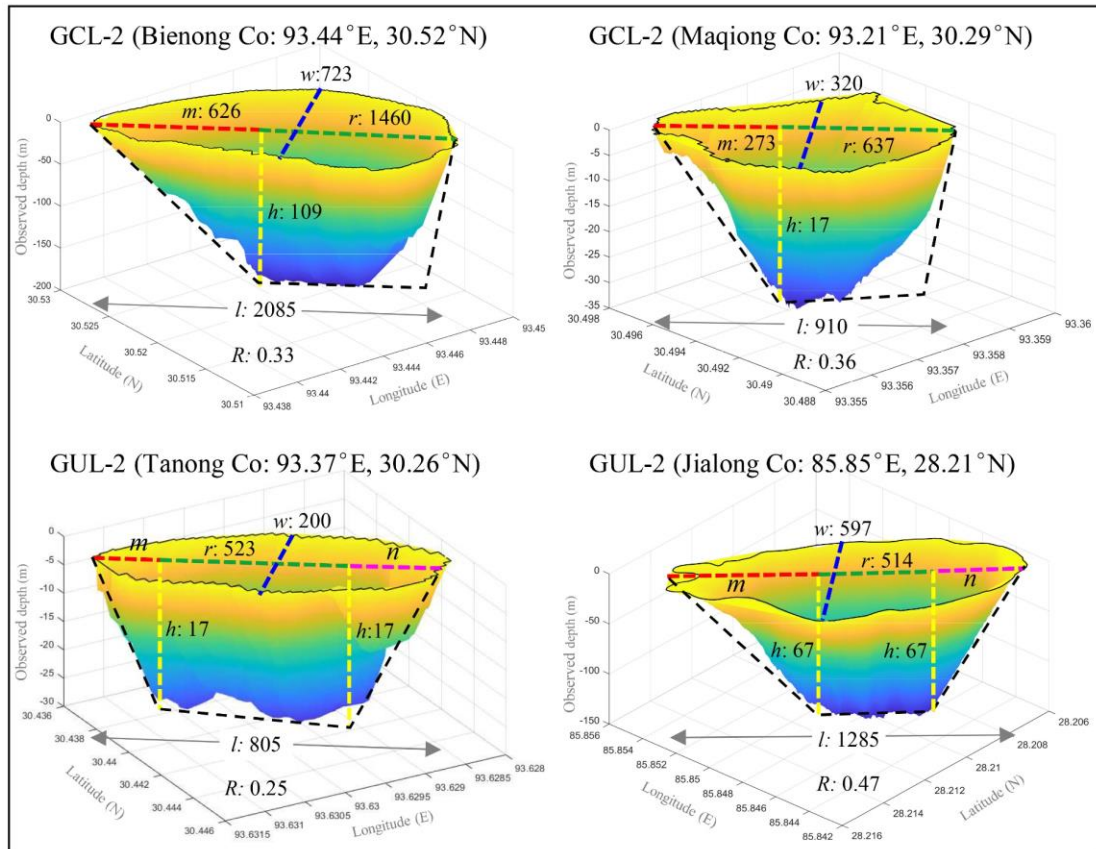 GCL-2 (Bienong Co: 93.44°E, 30.52°N)
w:723
m: 626
r: 1460
h: 109
Observed depth (m)
0
-50
-100
-150
-200
l: 2085
R: 0.33
30.53
30.525
30.52
30.515
30.51
Latitude (N)
93.438
93.44
93.442
93.444
93.446
93.448
93.45
Longitude (E)
GCL-2 (Maqiong Co: 93.21°E, 30.29°N)
w: 320
m: 273
r: 637
h: 17
Observed depth (m)
0
-5
-10
-15
-20
-25
-30
-35
l: 910
R: 0.36
30.498
30.496
30.494
30.492
30.49
30.488
Latitude (N)
93.355
93.356
93.357
93.358
93.359
93.36
Longitude (E)
GUL-2 (Tanong Co: 93.37°E, 30.26°N)
w: 200
m
r: 523
n
h: 17
h:17
Observed depth (m)
0
-5
-10
-15
-20
-25
-30
l: 805
R: 0.25
30.436
30.438
30.44
30.442
30.444
30.446
Latitude (N)
93.6315
93.631
93.6305
93.63
93.6295
93.629
93.6285
93.628
Longitude (E)
GUL-2 (Jialong Co: 85.85°E, 28.21°N)
w: 597
r: 514
m
n
h: 67
h: 67
Observed depth (m)
0
-50
-100
-150
l: 1285
R: 0.47
85.856
85.854
85.852
85.85
85.848
85.846
85.844
85.842
Longitude (E)
28.216
28.214
28.212
28.21
28.208
28.206
Latitude (N)